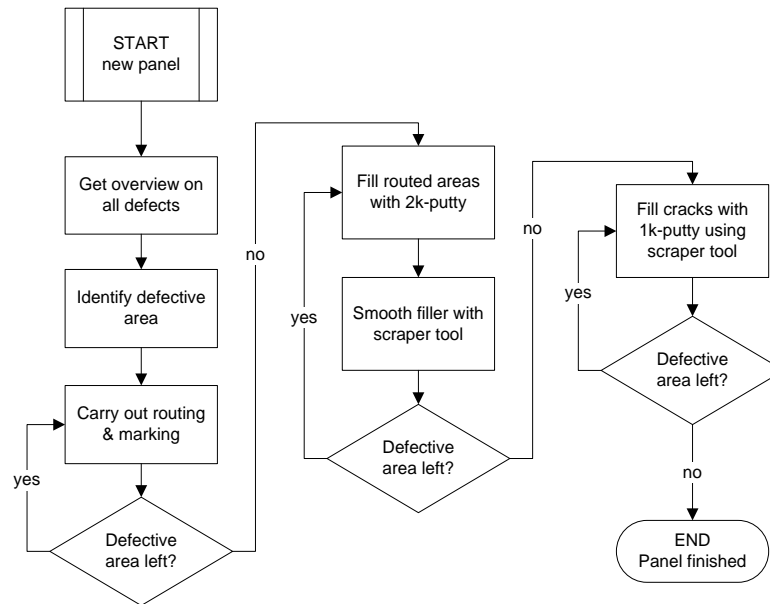 START
new panel
Get overview on
all defects
Identify defective
area
Carry out routing
& marking
yes
Defective
area left?
no
Fill routed areas
with 2k-putty
Smooth filler with
scraper tool
yes
Defective
area left?
no
Fill cracks with
1k-putty using
scraper tool
yes
Defective
area left?
no
END
Panel finished